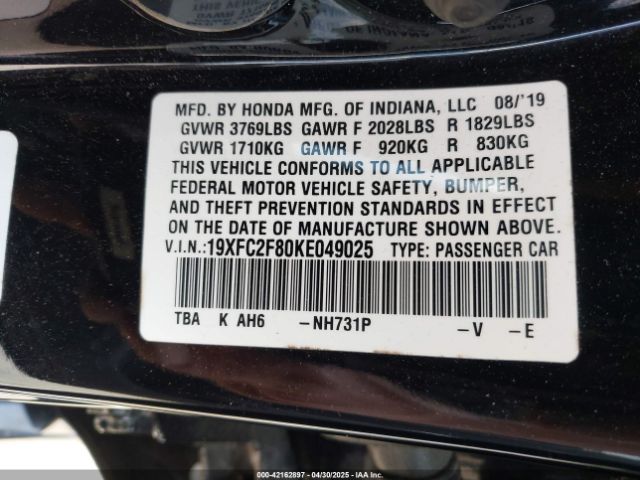 MFD. BY HONDA MFG. OF INDIANA, LLC 08/'19
GVWR 3769LBS GAWR F 2028LBS R 1829LBS
GVWR 1710KG GAWR F 920KG R 830KG
THIS VEHICLE CONFORMS TO ALL APPLICABLE
FEDERAL MOTOR VEHICLE SAFETY, BUMPER,
AND THEFT PREVENTION STANDARDS IN EFFECT
ON THE DATE OF MANUFACTURE SHOWN ABOVE.
V.I.N.:19XFC2F80KE049025 TYPE: PASSENGER CAR
TBA K AH6 -NH731P -V -E
000-42162897 - 04/30/2025 - IAAI.COM